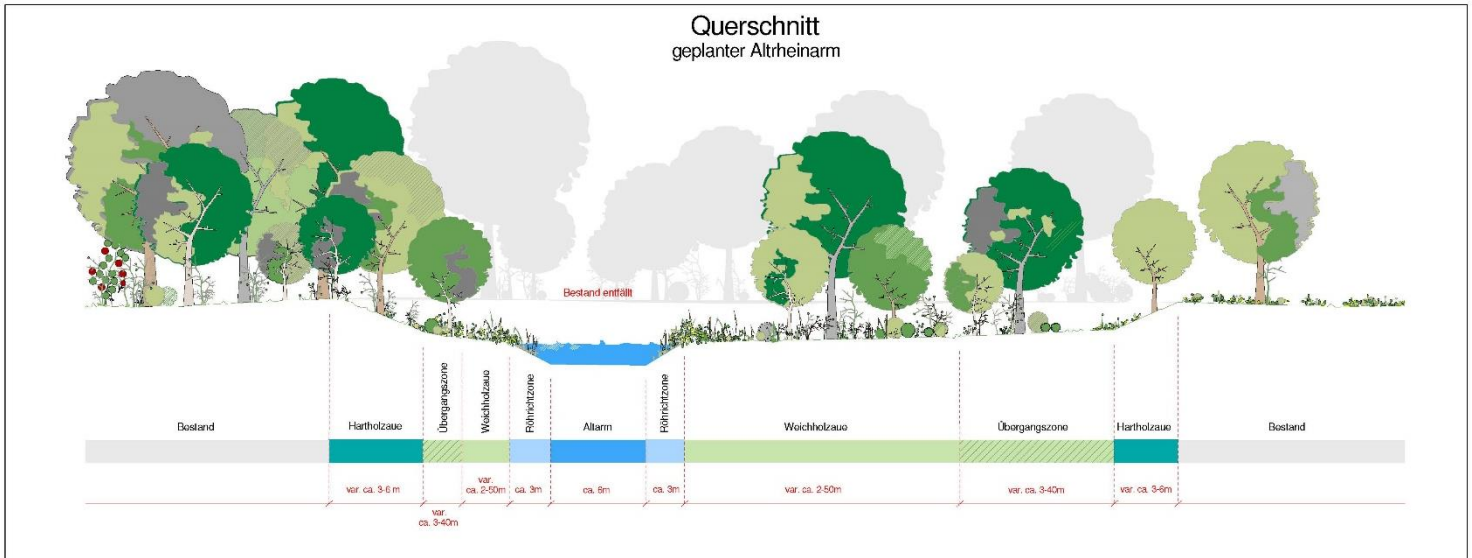 Querschnitt
geplanter Altrheinarm
Bestand entfällt
Bestand
Hartholzaue
Übergangszone
Weichholzaue
Röhrichtzone
Altarm
Röhrichtzone
Weichholzaue
Übergangszone
Hartholzaue
Bestand
var. ca. 3-6 m
var.
ca. 3-40m
var.
ca. 2-50m
ca. 3m
ca. 6m
ca. 3m
var. ca. 2-50m
var. ca. 3-40m
var. ca. 3-6m